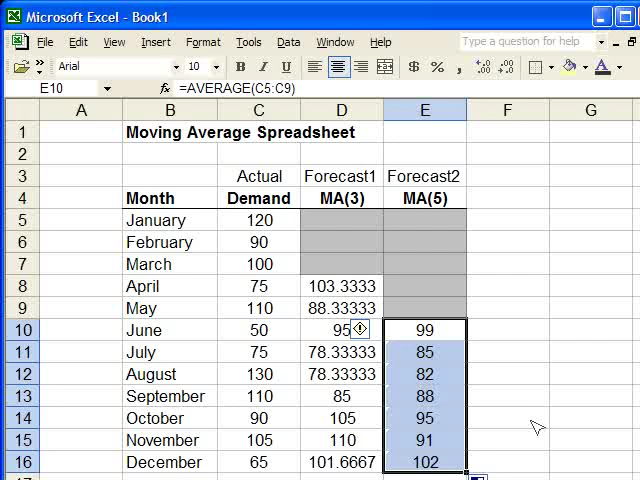 Microsoft Excel - Book1
File Edit View Insert Format Tools Data Window Help Type a question for help
» Arial 10 B I U $ % , .00 .0 A »
E10 fx =AVERAGE(C5:C9)
A B C D E F G
1 Moving Average Spreadsheet
2
3 Actual Forecast1 Forecast2
4 Month Demand MA(3) MA(5)
5 January 120
6 February 90
7 March 100
8 April 75 103.3333
9 May 110 88.33333
10 June 50 95 99
11 July 75 78.33333 85
12 August 130 78.33333 82
13 September 110 85 88
14 October 90 105 95
15 November 105 110 91
16 December 65 101.6667 102